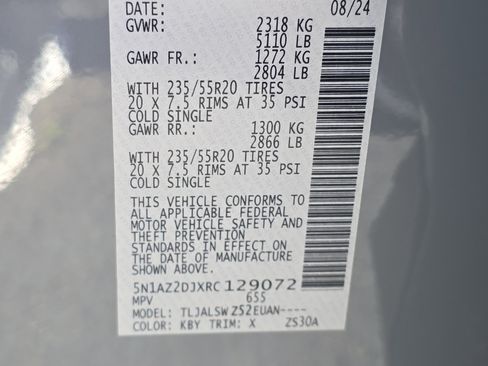 DATE: 08/24
GVWR: 2318 KG
5110 LB
GAWR FR.: 1272 KG
2804 LB
WITH 235/55R20 TIRES
20 X 7.5 RIMS AT 35 PSI
COLD SINGLE
GAWR RR.: 1300 KG
2866 LB
WITH 235/55R20 TIRES
20 X 7.5 RIMS AT 35 PSI
COLD SINGLE
THIS VEHICLE CONFORMS TO
ALL APPLICABLE FEDERAL
MOTOR VEHICLE SAFETY AND
THEFT PREVENTION
STANDARDS IN EFFECT ON
THE DATE OF MANUFACTURE
SHOWN ABOVE.
5N1AZ2DJXRC129072
MPV 655
MODEL: TLJALSWZ52EUAN----
COLOR: KBY TRIM: X ZS30A